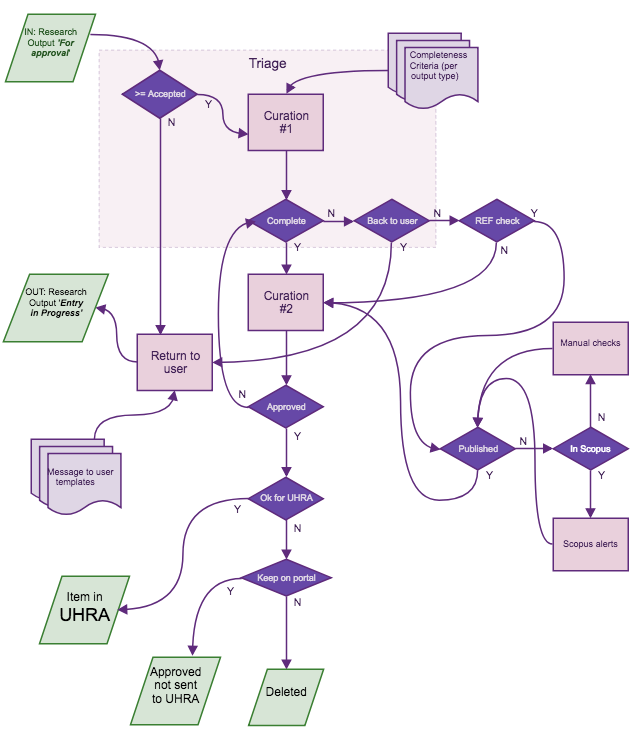 IN: Research
Output 'For
approval'
Triage
Completeness
Criteria (per
output type)
>= Accepted
Y
N
Curation
#1
Complete
N
Back to user
N
REF check
Y
Y
Y
N
OUT: Research
Output 'Entry
in Progress'
Curation
#2
Return to
user
Manual checks
N
Approved
Y
N
Published
N
In Scopus
Y
Y
Message to user
templates
Ok for UHRA
Y
N
Scopus alerts
Keep on portal
Y
N
Item in
UHRA
Approved
not sent
to UHRA
Deleted